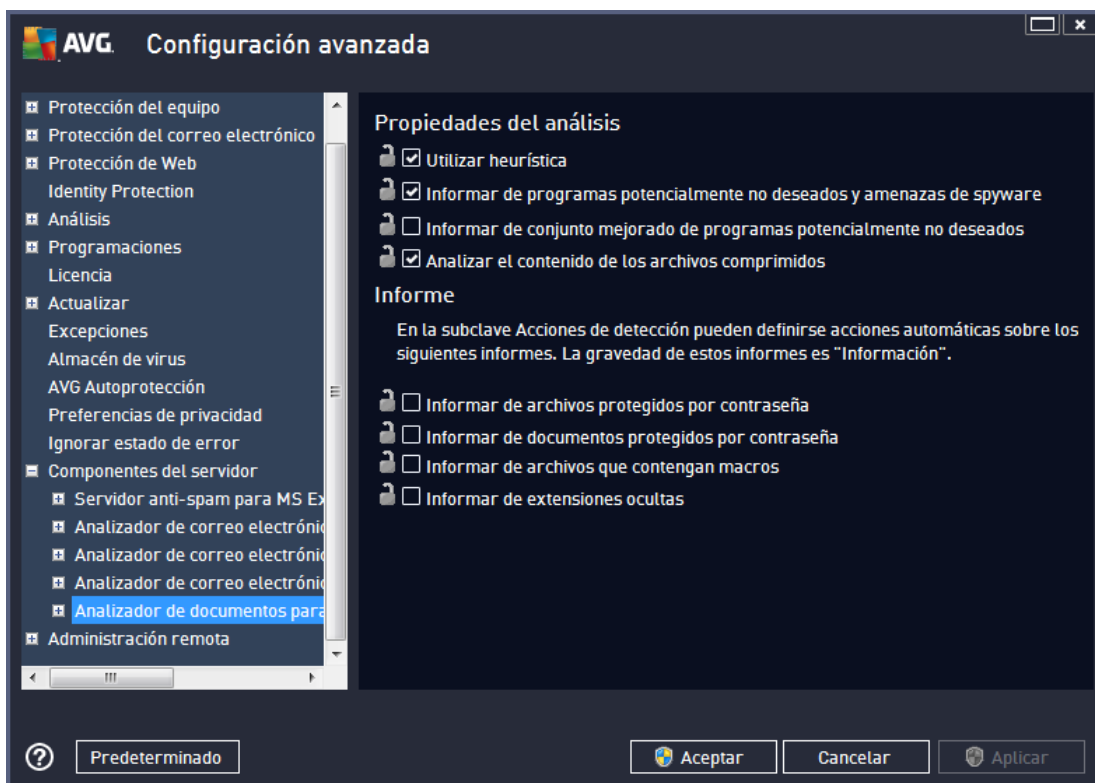 AVG. Configuración avanzada
Protección del equipo
Protección del correo electrónico
Protección de Web
Identity Protection
Análisis
Programaciones
Licencia
Actualizar
Excepciones
Almacén de virus
AVG Autoprotección
Preferencias de privacidad
Ignorar estado de error
Componentes del servidor
Servidor anti-spam para MS Ex
Analizador de correo electrónic
Analizador de correo electrónic
Analizador de correo electrónic
Analizador de documentos para
Administración remota
Propiedades del análisis
Utilizar heurística
Informar de programas potencialmente no deseados y amenazas de spyware
Informar de conjunto mejorado de programas potencialmente no deseados
Analizar el contenido de los archivos comprimidos
Informe
En la subclave Acciones de detección pueden definirse acciones automáticas sobre los
siguientes informes. La gravedad de estos informes es "Información".
Informar de archivos protegidos por contraseña
Informar de documentos protegidos por contraseña
Informar de archivos que contengan macros
Informar de extensiones ocultas
Predeterminado
Aceptar
Cancelar
Aplicar